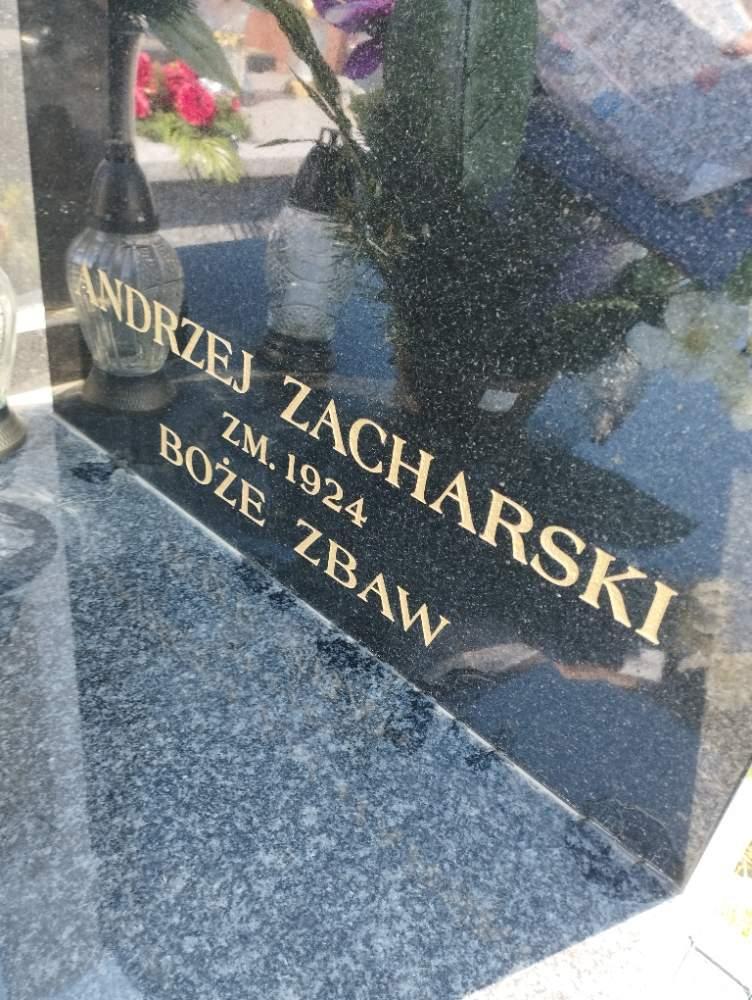 ANDRZEJ ZACHARSKI
ZM. 1924
BOŻE ZBAW